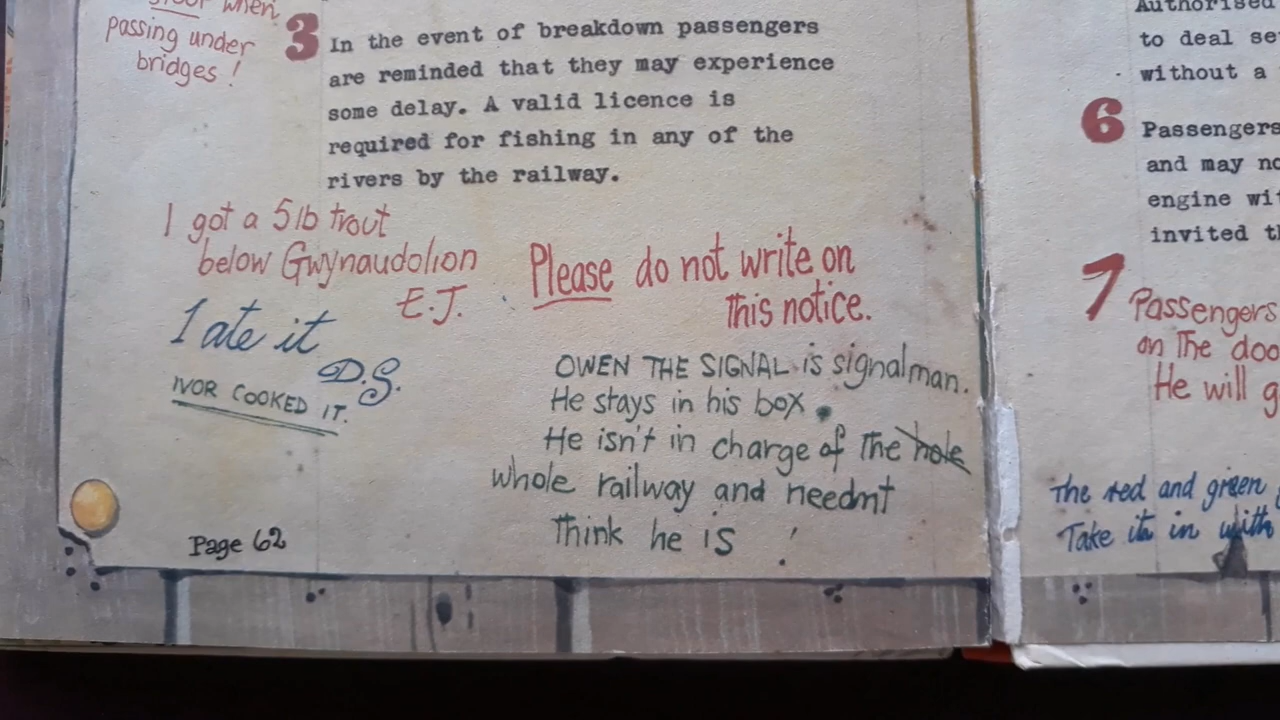 when
passing under
bridges!
3 In the event of breakdown passengers
are reminded that they may experience
some delay. A valid licence is
required for fishing in any of the
rivers by the railway.
I got a 5lb trout
below Gwynaudolion
E.J.
I ate it
D.S.
IVOR COOKED IT.
Please do not write on
this notice.
OWEN THE SIGNAL is signalman.
He stays in his box.
He isn't in charge of the hole
whole railway and neednt
think he is !
Page 62
Authorised
to deal
without a
6 Passengers
and may
engine
invited
7 Passengers
on The
He will
The red and green
Take it in with